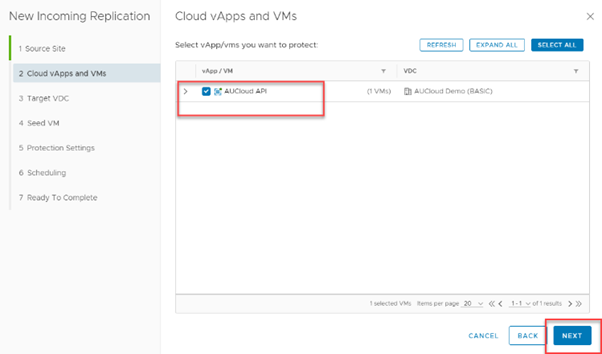 New Incoming Replication
1 Source Site
2 Cloud vApps and VMs
3 Target VDC
4 Seed VM
5 Protection Settings
6 Scheduling
7 Ready To Complete
Cloud vApps and VMs
Select vApp/vms you want to protect:
REFRESH EXPAND ALL SELECT ALL
vApp / VM VDC
AUCloud API (1 VMs) AUCloud Demo (BASIC)
1 selected VMs Items per page 20 1 - 1 of 1 results
CANCEL BACK NEXT